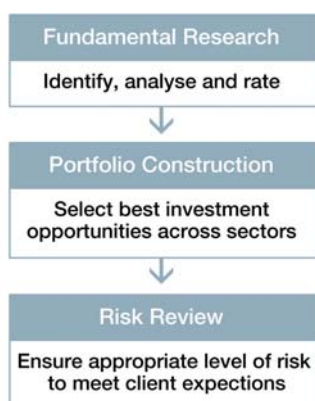 Fundamental Research
Identify, analyse and rate
Portfolio Construction
Select best investment
opportunities across sectors
Risk Review
Ensure appropriate level of risk
to meet client expections